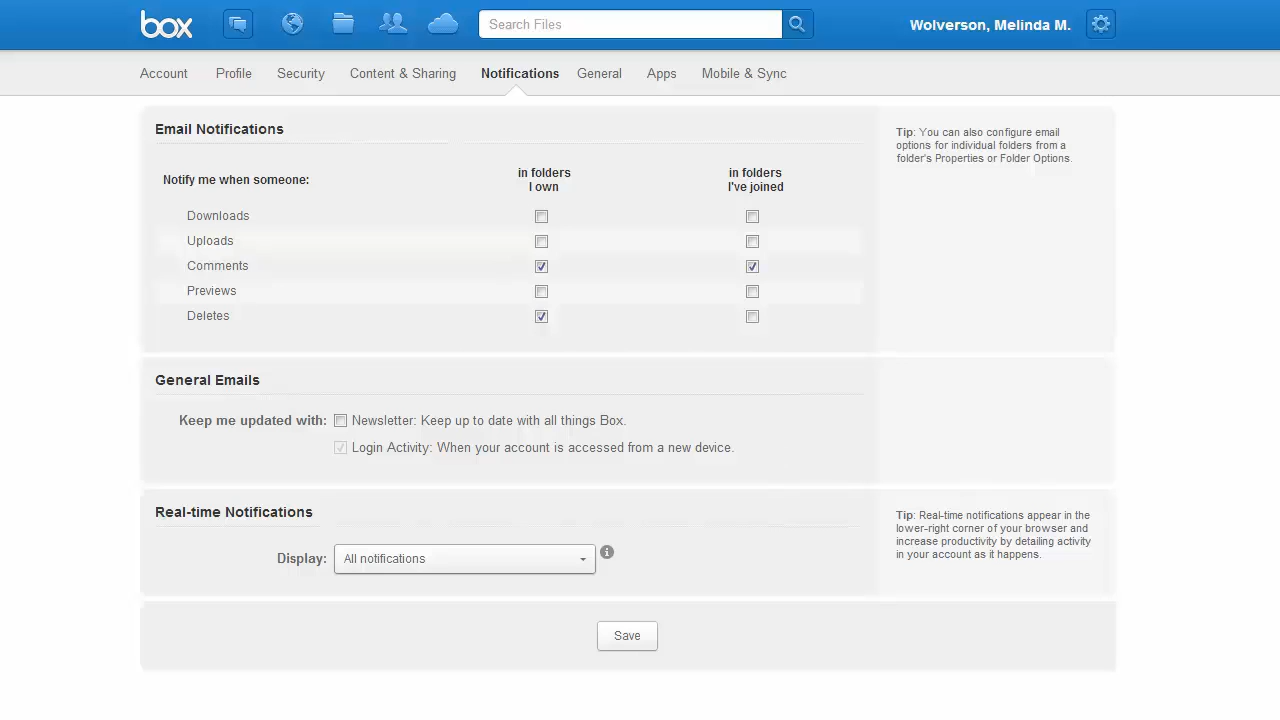 box
Search Files
Wolverson, Melinda M.
Account
Profile
Security
Content & Sharing
Notifications
General
Apps
Mobile & Sync
Email Notifications
Notify me when someone:
in folders
I own
in folders
I've joined
Downloads
Uploads
Comments
Previews
Deletes
Tip: You can also configure email
options for individual folders from a
folder's Properties or Folder Options.
General Emails
Keep me updated with:
Newsletter: Keep up to date with all things Box.
Login Activity: When your account is accessed from a new device.
Real-time Notifications
Display:
All notifications
Tip: Real-time notifications appear in the
lower-right corner of your browser and
increase productivity by detailing activity
in your account as it happens.
Save